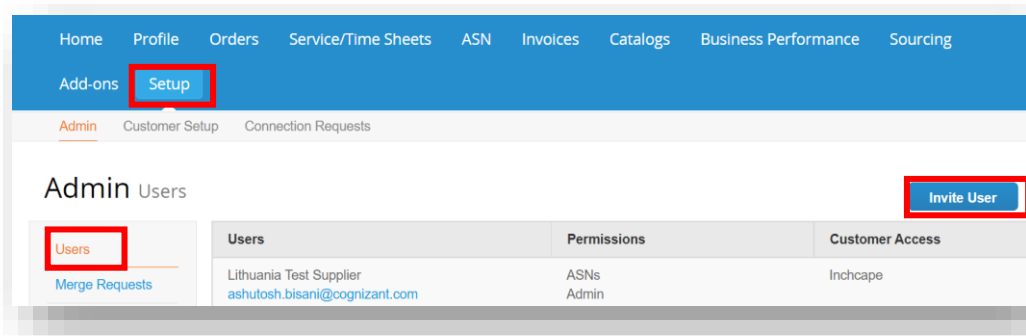 Home Profile Orders Service/Time Sheets ASN Invoices Catalogs Business Performance Sourcing
Add-ons Setup
Admin Customer Setup Connection Requests
Admin Users
Invite User
Users
Merge Requests
Users Permissions Customer Access
Lithuania Test Supplier ASNs Inchcape
ashutosh.bisani@cognizant.com Admin